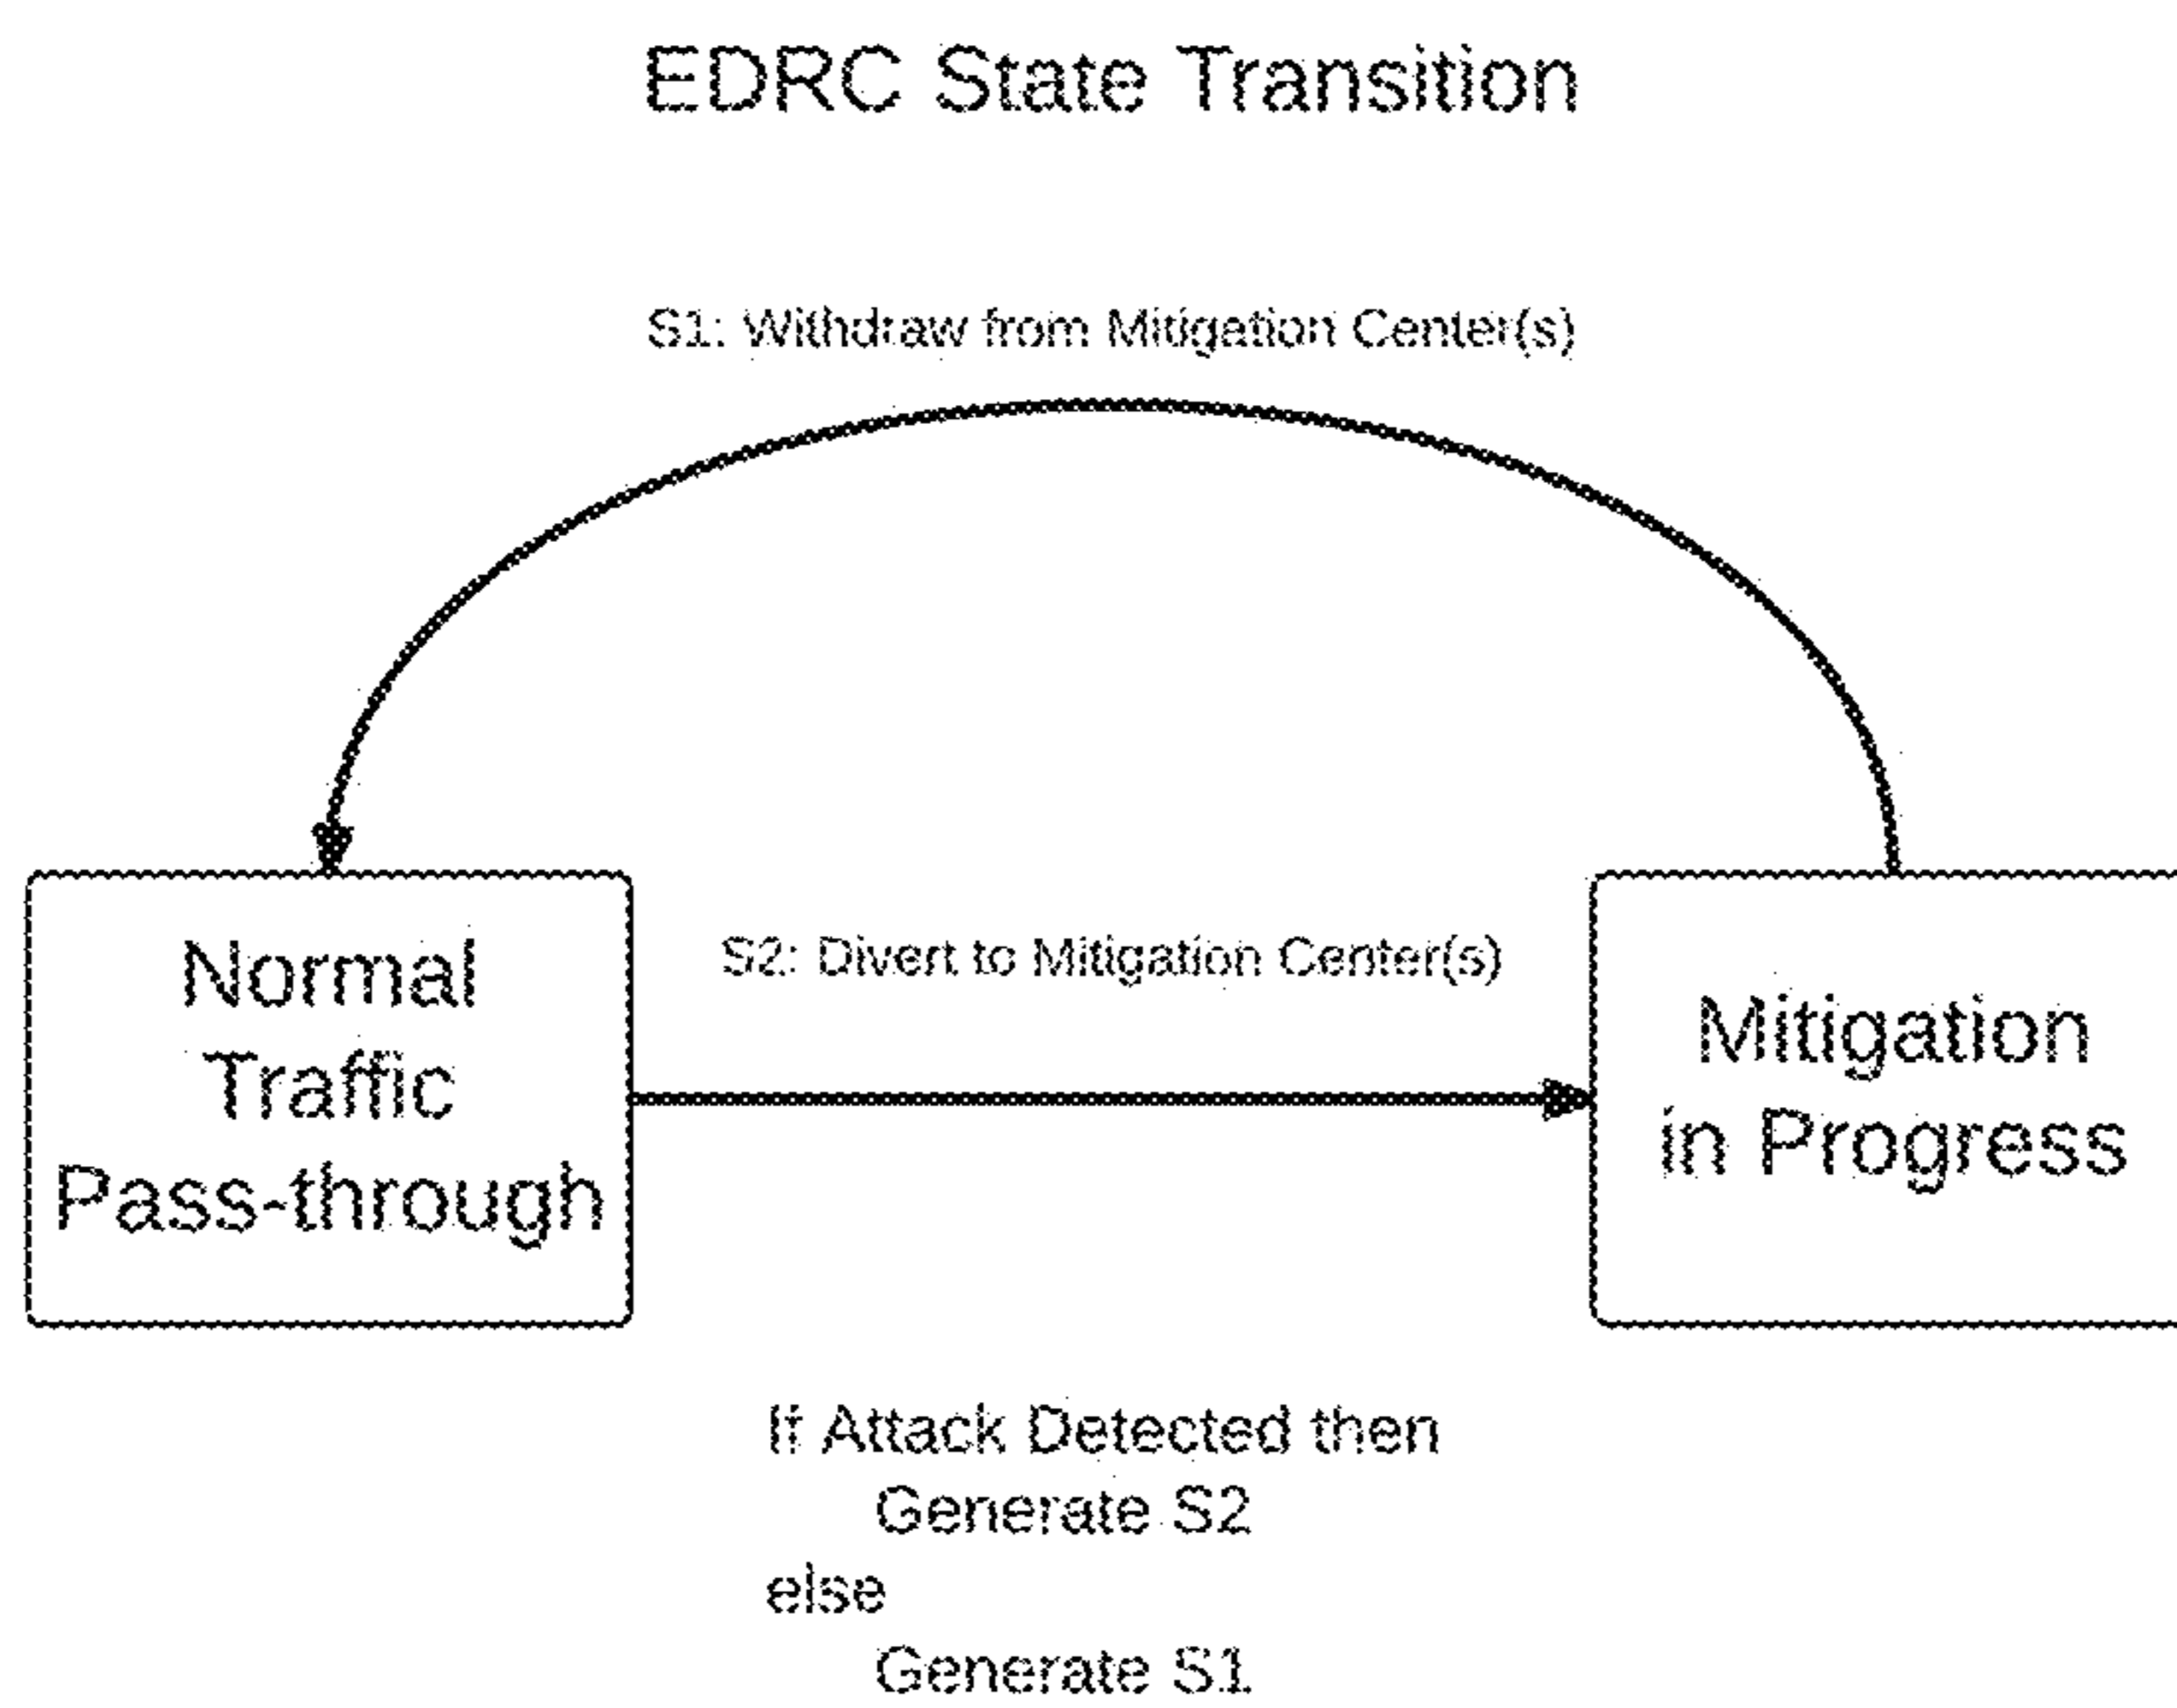 EDRC State Transition
S1: Withdraw from Mitigation Center(s)
Normal
Traffic
Pass-through
S2: Divert to Mitigation Center(s)
Mitigation
in Progress
If Attack Detected then
Generate S2
else
Generate S1